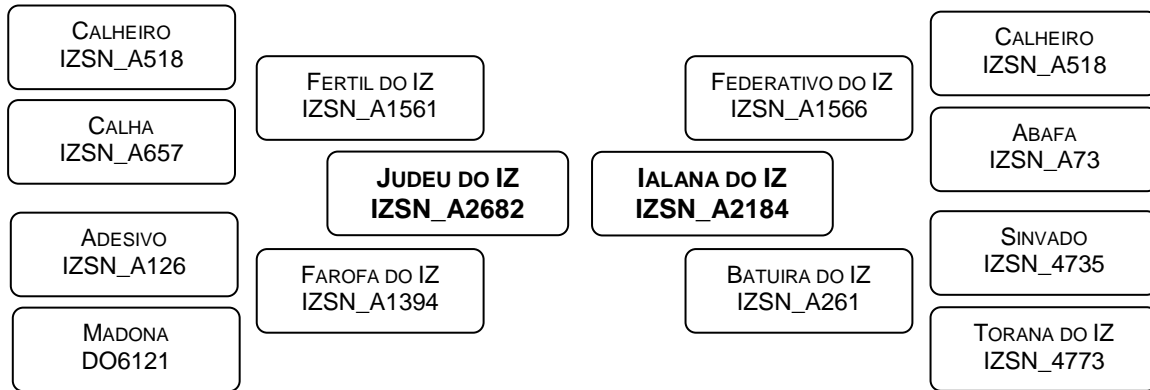 CALHEIRO
IZSN_A518
CALHA
IZSN_A657
ADESIVO
IZSN_A126
MADONA
DO6121
FERTIL DO IZ
IZSN_A1561
FAROFA DO IZ
IZSN_A1394
JUDEU DO IZ
IZSN_A2682
IALANA DO IZ
IZSN_A2184
FEDERATIVO DO IZ
IZSN_A1566
BATUIRA DO IZ
IZSN_A261
CALHEIRO
IZSN_A518
ABAFA
IZSN_A73
SINVADO
IZSN_4735
TORANA DO IZ
IZSN_4773